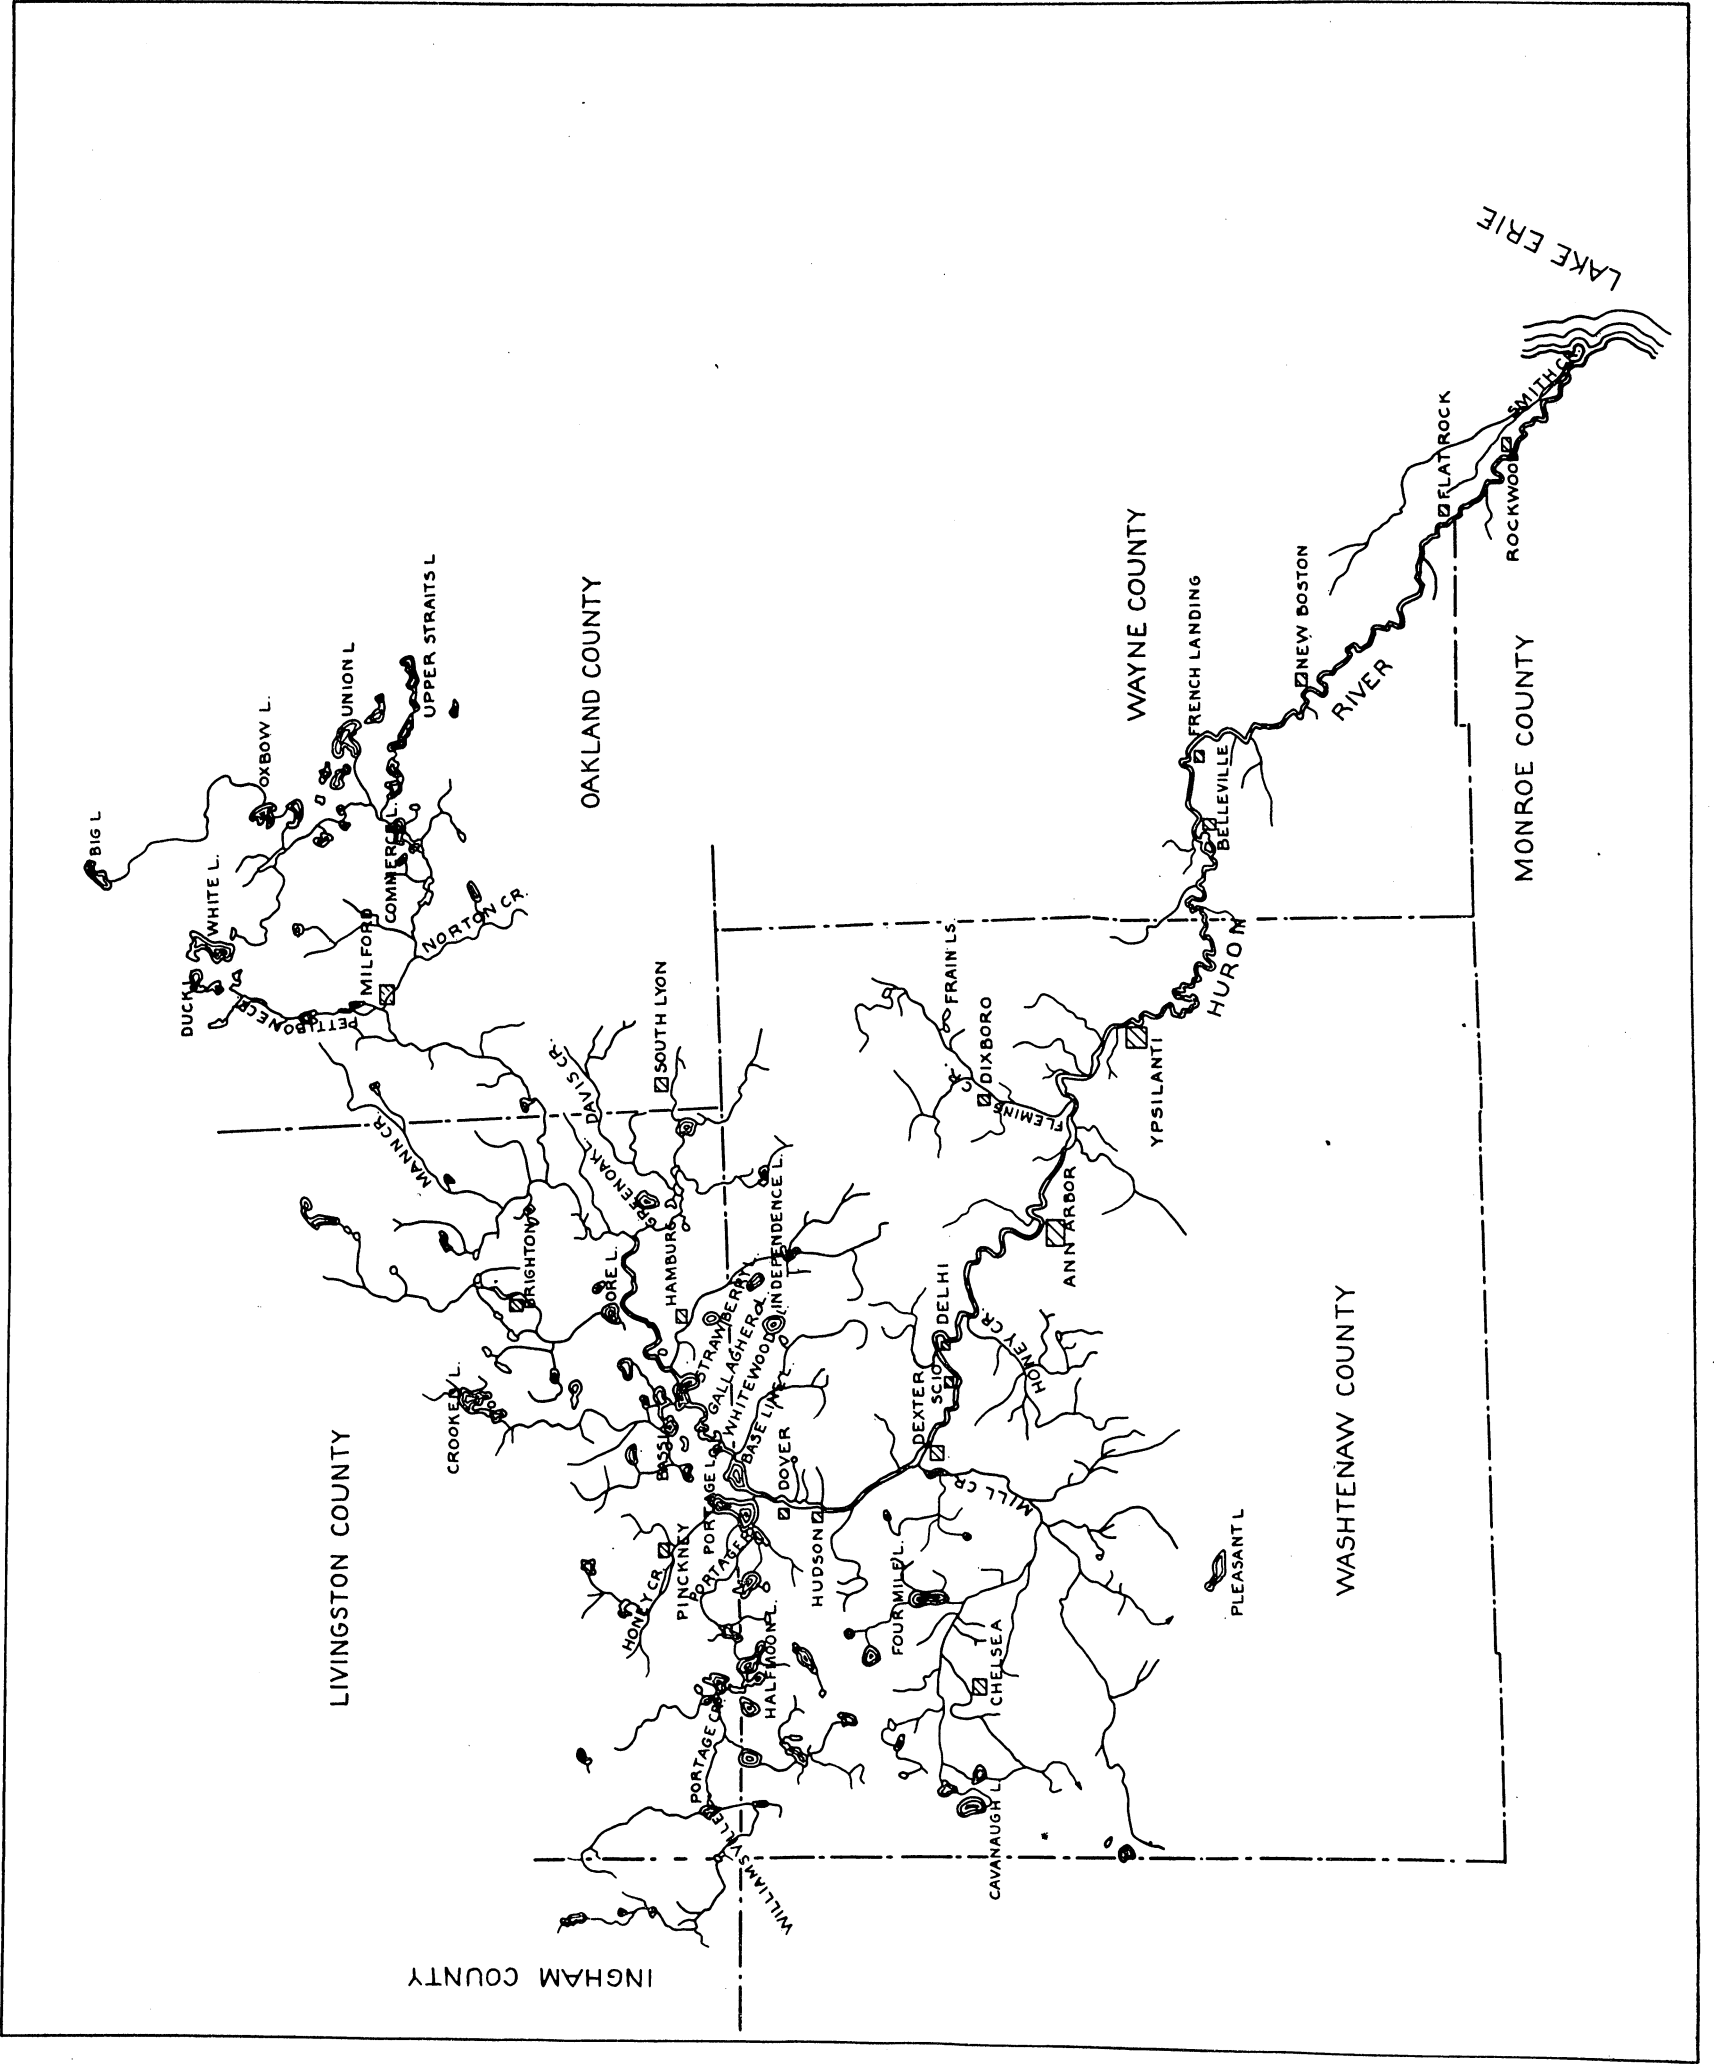 BIG L
OXBOW L.
WHITE L.
UNION L
UPPER STRAITS L
DUCK L
COMMERCE L.
MILFORD
NORTON CR.
PETTIBONE CR
OAKLAND COUNTY
MANN CR.
DAVIS CR.
SOUTH LYON
GREENOAK L
BRIGHTON
ORE L.
HAMBURG
STRAWBERRY L.
GALLAGHER L
WHITEWOOD L
INDEPENDENCE L.
BASE LINE L.
CROOKED L.
BASS L
LIVINGSTON COUNTY
PORTAGE L.
PORTAGE R
PINCKNEY
HONEY CR.
DOVER
HUDSON
HALFMOON L.
PORTAGE CR.
WILLIAMSVILLE
INGHAM COUNTY
FRAIN LS
DIXBORO
FLEMING CR
YPSILANTI
ANN ARBOR
DELHI
SCIO
DEXTER
HONEY CR.
MILL CR
FOUR MILE L.
CHELSEA
CAVANAUGH L.
PLEASANT L
WASHTENAW COUNTY
WAYNE COUNTY
FRENCH LANDING
BELLEVILLE
NEW BOSTON
HURON
RIVER
FLAT ROCK
ROCKWOOD
SMITH CR
LAKE ERIE
MONROE COUNTY